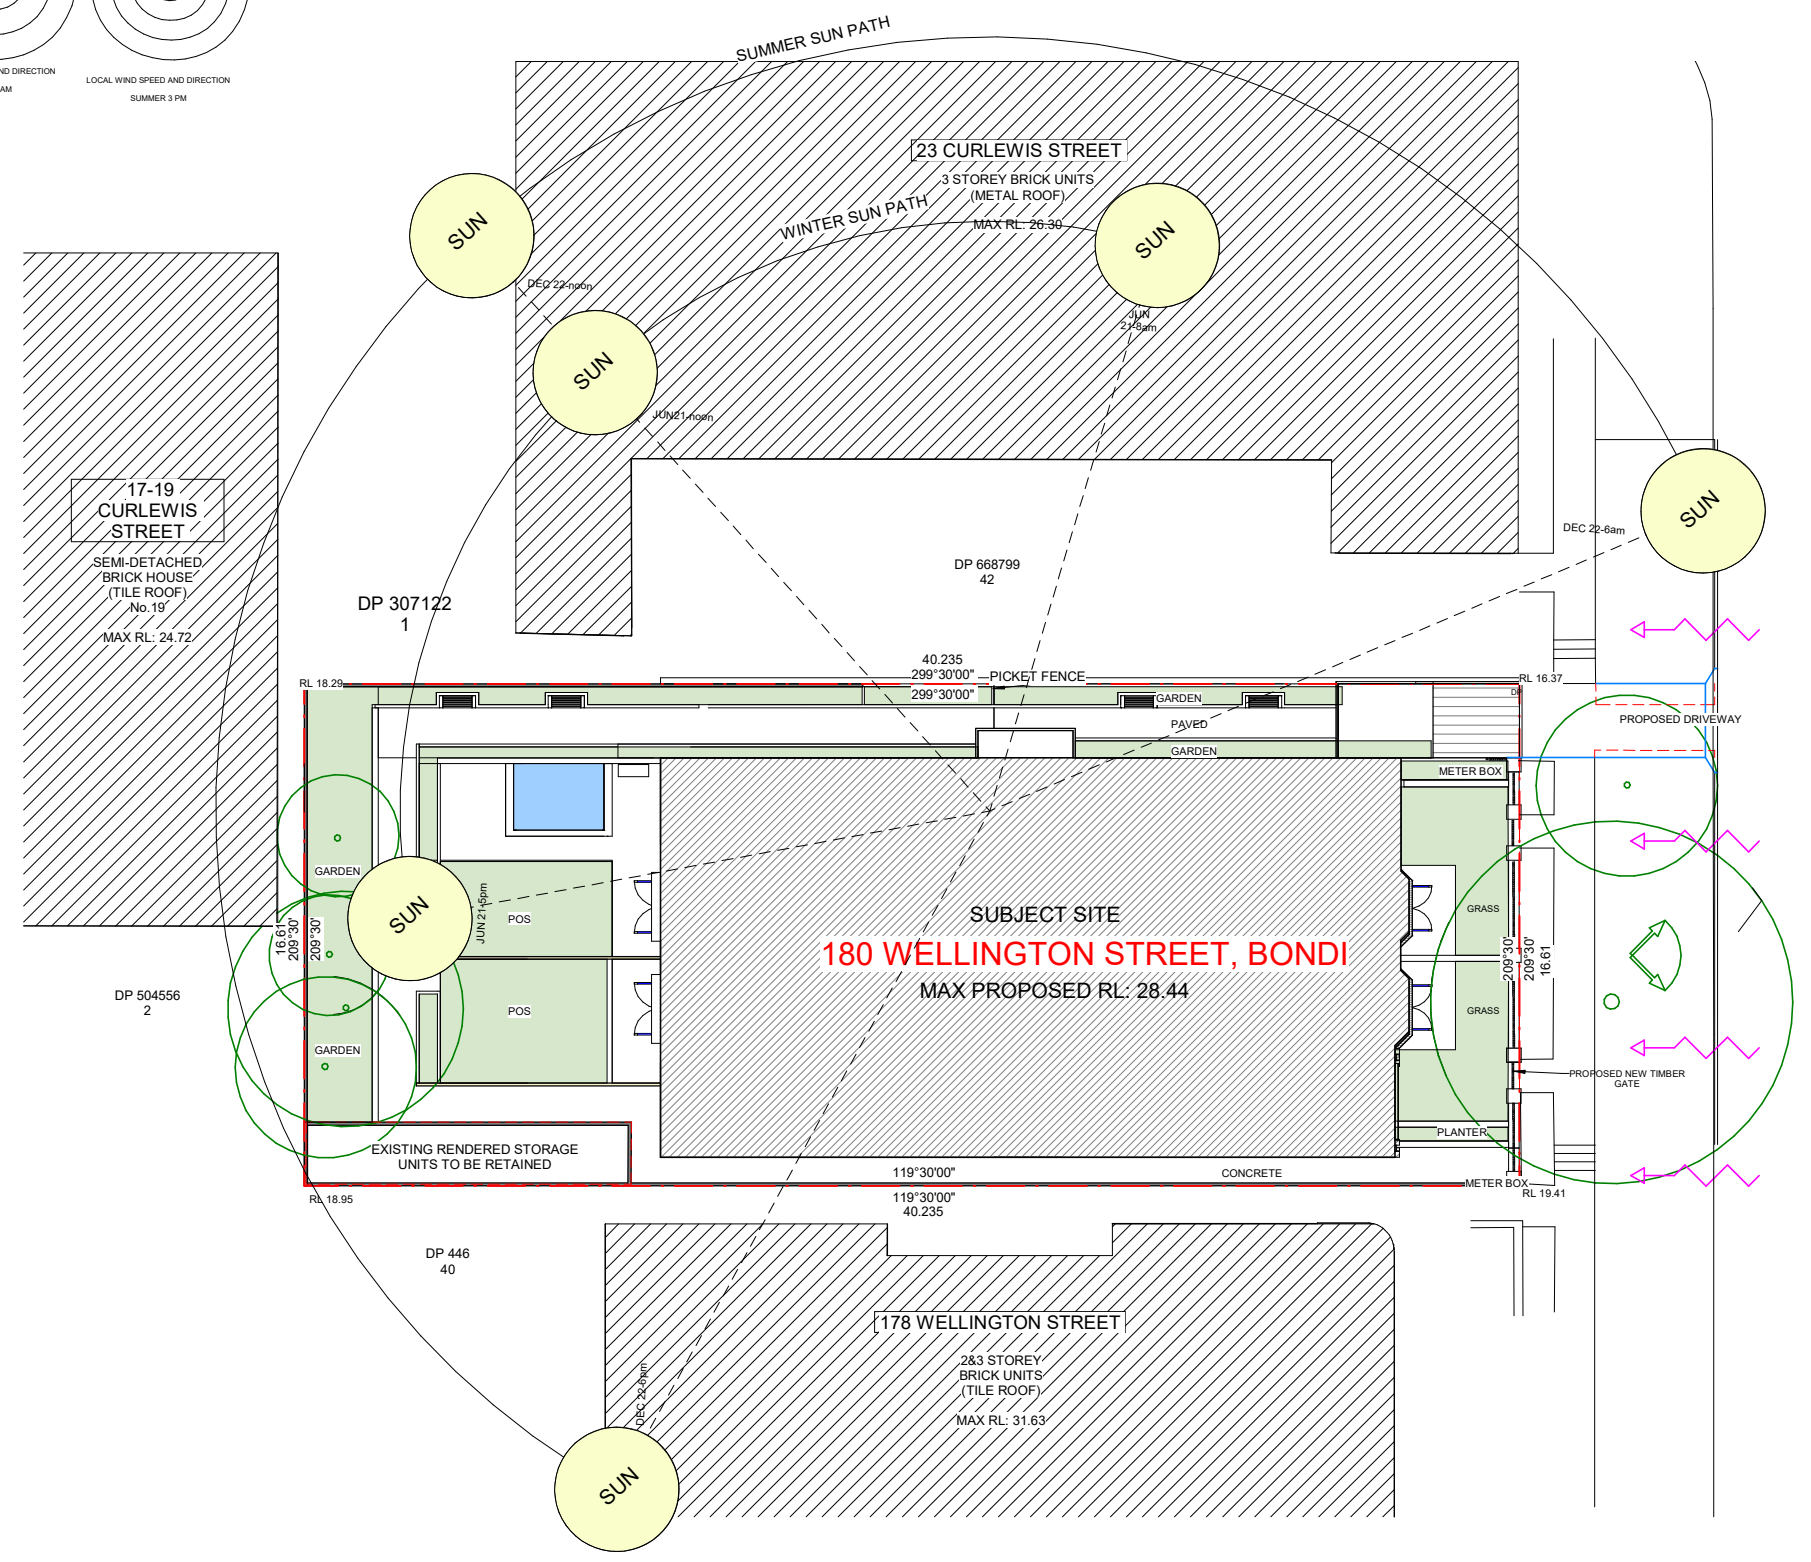 ND DIRECTION
AM
LOCAL WIND SPEED AND DIRECTION
SUMMER 3 PM
SUMMER SUN PATH
23 CURLEWIS STREET
3 STOREY BRICK UNITS
(METAL ROOF)
MAX RL: 26.30
WINTER SUN PATH
SUN
SUN
SUN
SUN
DEC 22-noon
JUN
21-8am
JUN21-noon
DEC 22-6am
17-19
CURLEWIS
STREET
SEMI-DETACHED
BRICK HOUSE
(TILE ROOF)
No.19
MAX RL: 24.72
DP 307122
1
DP 668799
42
40.235
299°30'00"
PICKET FENCE
299°30'00"
RL 18.29
RL 16.37
GARDEN
DP
PAVED
GARDEN
PROPOSED DRIVEWAY
METER BOX
GARDEN
SUN
JUN 21-5pm
POS
POS
GARDEN
16.61
209°30'
209°30'
SUBJECT SITE
180 WELLINGTON STREET, BONDI
MAX PROPOSED RL: 28.44
GRASS
GRASS
209°30'
209°30'
16.61
DP 504556
2
PROPOSED NEW TIMBER
GATE
PLANTER
EXISTING RENDERED STORAGE
UNITS TO BE RETAINED
119°30'00"
CONCRETE
METER BOX
RL 18.95
119°30'00"
40.235
RL 19.41
DP 446
40
178 WELLINGTON STREET
2&3 STOREY
BRICK UNITS
(TILE ROOF)
MAX RL: 31.63
DEC 22-6pm
SUN